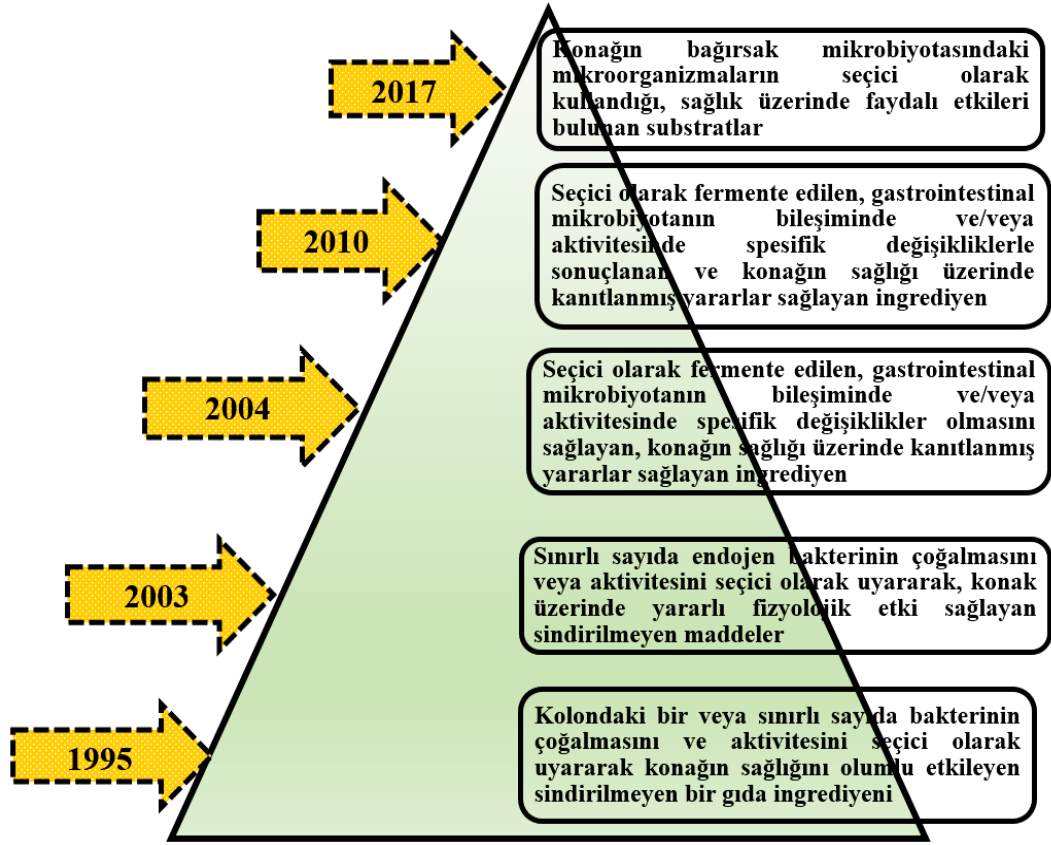 2017
Konağın bağırsak mikrobiyotasındaki
mikroorganizmaların seçici olarak
kullandığı, sağlık üzerinde faydalı etkileri
bulunan substratlar
2010
Seçici olarak fermente edilen, gastrointestinal
mikrobiyotanın bileşiminde ve/veya
aktivitesinde spesifik değişikliklerle
sonuçlanan ve konağın sağlığı üzerinde
kanıtlanmış yararlar sağlayan ingrediyen
2004
Seçici olarak fermente edilen, gastrointestinal
mikrobiyotanın bileşiminde ve/veya
aktivitesinde spesifik değişiklikler olmasını
sağlayan, konağın sağlığı üzerinde kanıtlanmış
yararlar sağlayan ingrediyen
2003
Sınırlı sayıda endojen bakterinin çoğalmasını
veya aktivitesini seçici olarak uyararak, konak
üzerinde yararlı fizyolojik etki sağlayan
sindirilmeyen maddeler
1995
Kolondaki bir veya sınırlı sayıda bakterinin
çoğalmasını ve aktivitesini seçici olarak
uyararak konağın sağlığını olumlu etkileyen
sindirilmeyen bir gıda ingrediyeni